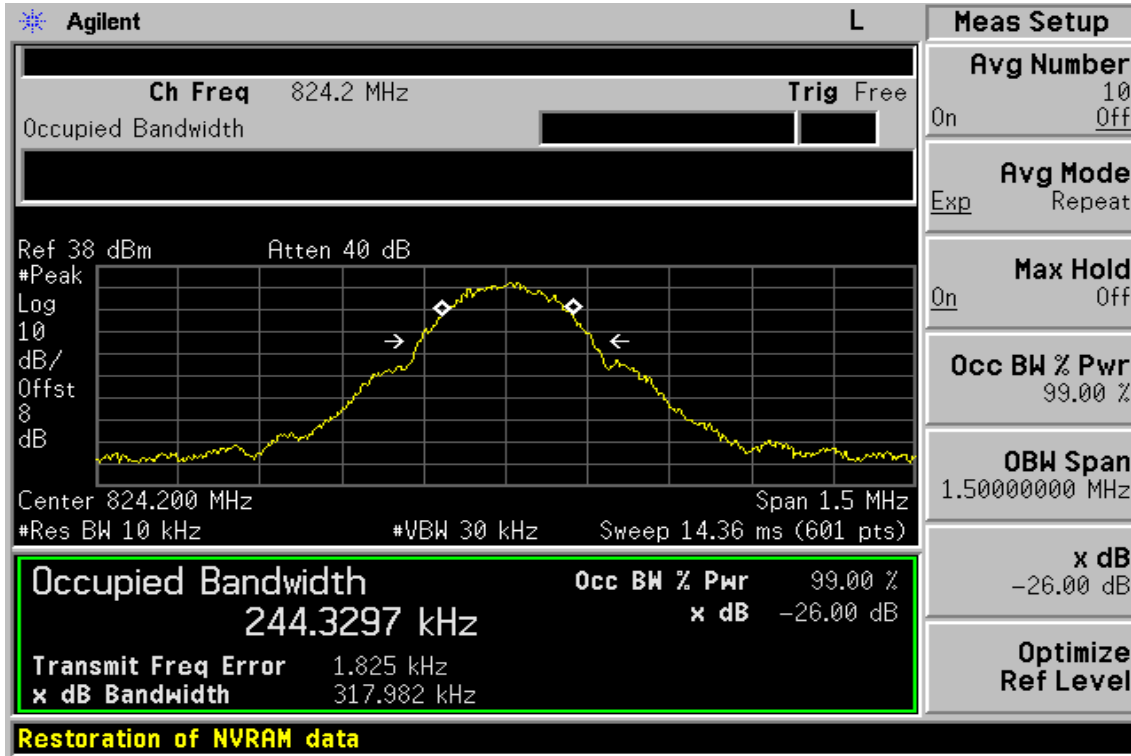 Agilent L
Ch Freq 824.2 MHz Trig Free
Occupied Bandwidth
Ref 38 dBm Atten 40 dB
#Peak
Log
10
dB/
Offst
8
dB
Center 824.200 MHz Span 1.5 MHz
#Res BW 10 kHz #VBW 30 kHz Sweep 14.36 ms (601 pts)
Occupied Bandwidth Occ BW % Pwr 99.00 %
244.3297 kHz x dB -26.00 dB
Transmit Freq Error 1.825 kHz
x dB Bandwidth 317.982 kHz
Restoration of NVRAM data
Meas Setup
Avg Number
10
On Off
Avg Mode
Exp Repeat
Max Hold
On Off
Occ BW % Pwr
99.00 %
OBW Span
1.50000000 MHz
x dB
-26.00 dB
Optimize
Ref Level